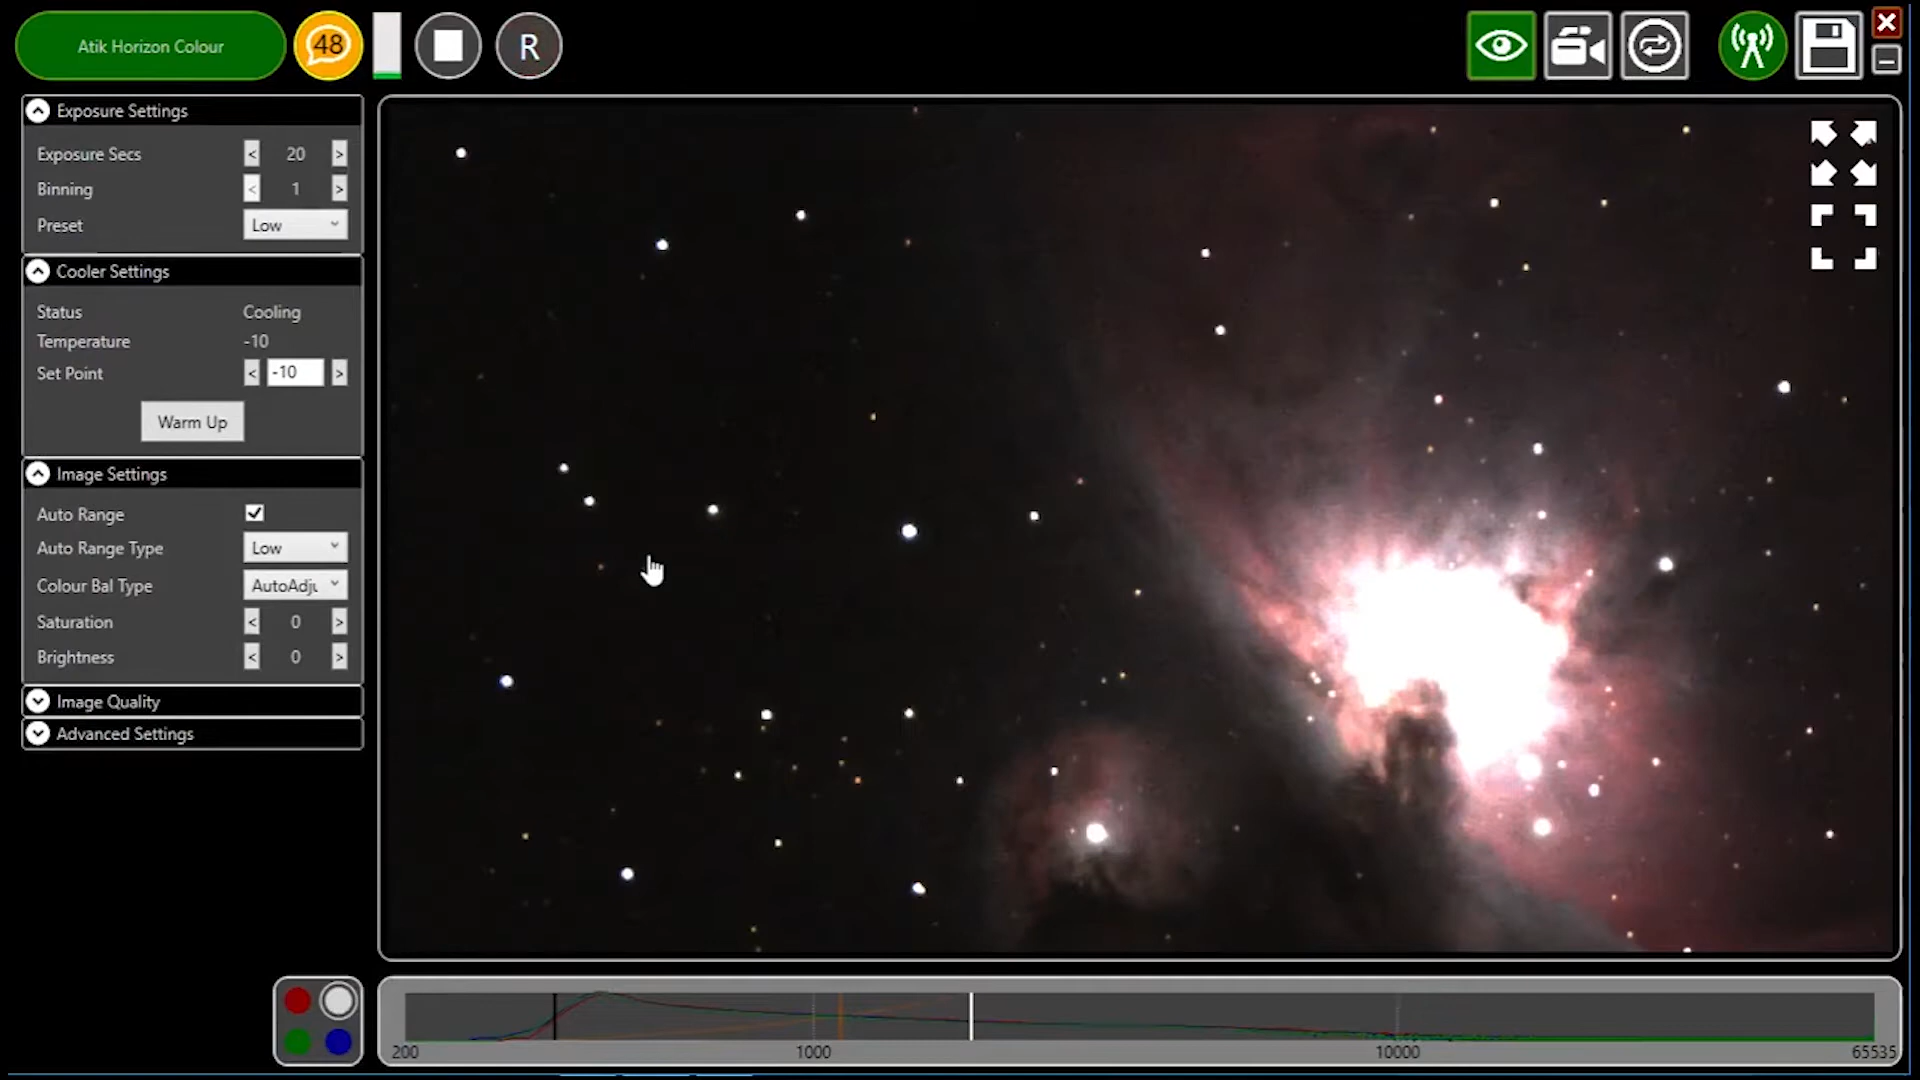 Atik Horizon Colour
48
R
Exposure Settings
Exposure Secs < 20 >
Binning < 1 >
Preset Low
Cooler Settings
Status Cooling
Temperature -10
Set Point < -10 >
Warm Up
Image Settings
Auto Range
Auto Range Type Low
Colour Bal Type AutoAdju
Saturation < 0 >
Brightness < 0 >
Image Quality
Advanced Settings
200 1000 10000 65535